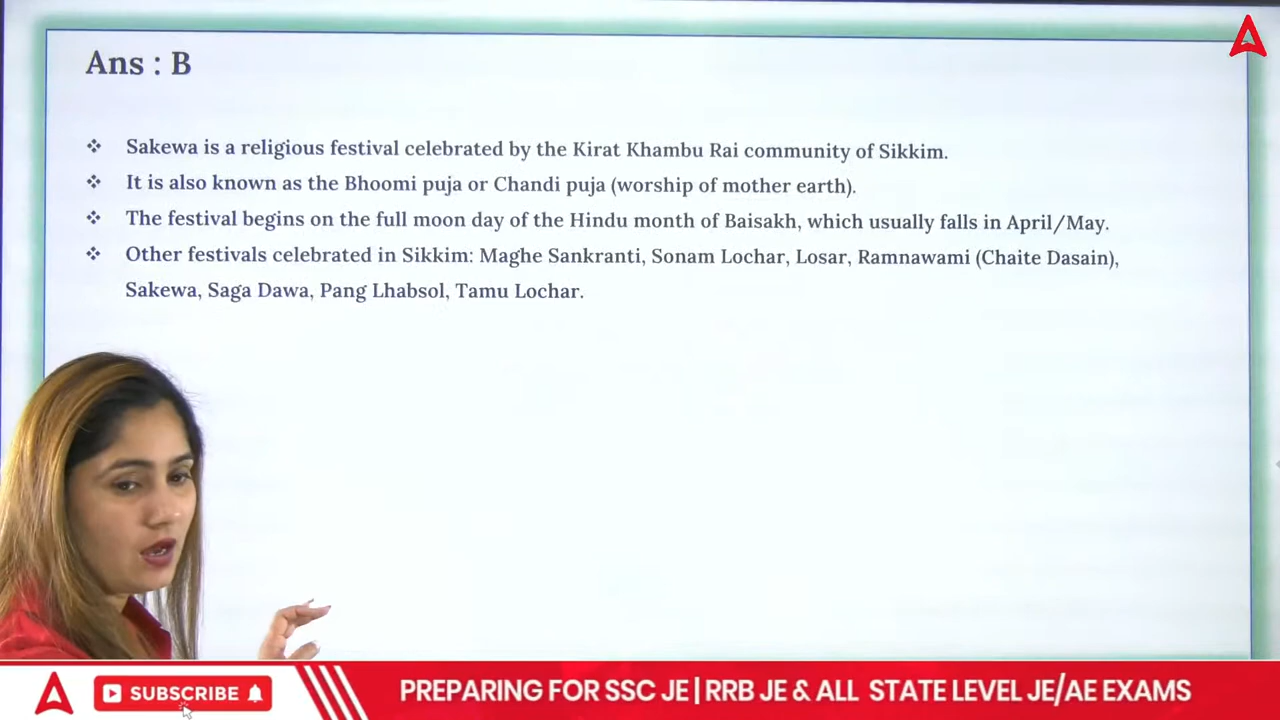 Ans : B
❖ Sakewa is a religious festival celebrated by the Kirat Khambu Rai community of Sikkim.
❖ It is also known as the Bhoomi puja or Chandi puja (worship of mother earth).
❖ The festival begins on the full moon day of the Hindu month of Baisakh, which usually falls in April/May.
❖ Other festivals celebrated in Sikkim: Maghe Sankranti, Sonam Lochar, Losar, Ramnawami (Chaite Dasain),
Sakewa, Saga Dawa, Pang Lhabsol, Tamu Lochar.
SUBSCRIBE
PREPARING FOR SSC JE | RRB JE & ALL STATE LEVEL JE/AE EXAMS